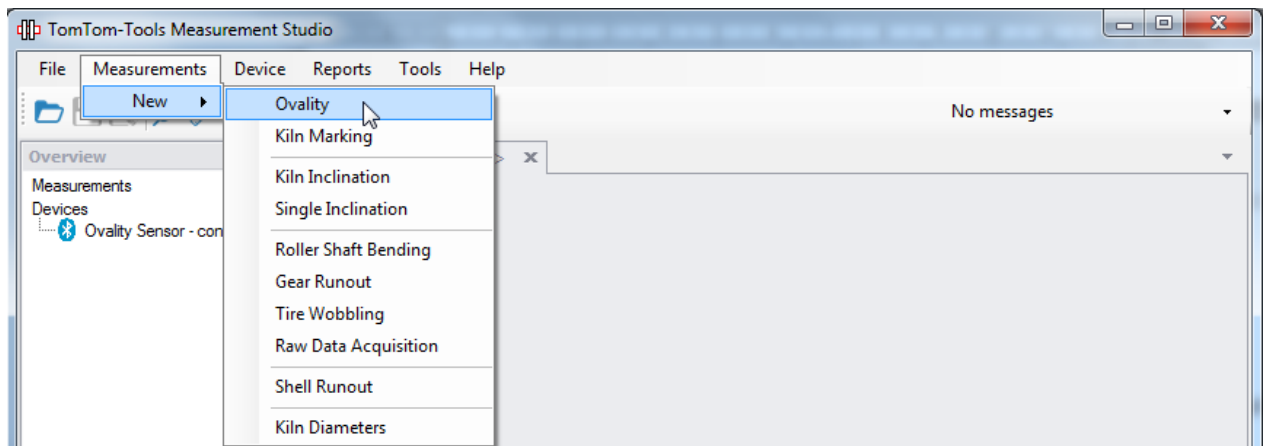 TomTom-Tools Measurement Studio
File Measurements Device Reports Tools Help
New
Ovality
No messages
Kiln Marking
Overview
Kiln Inclination
Measurements
Single Inclination
Devices
Ovality Sensor - con
Roller Shaft Bending
Gear Runout
Tire Wobbling
Raw Data Acquisition
Shell Runout
Kiln Diameters